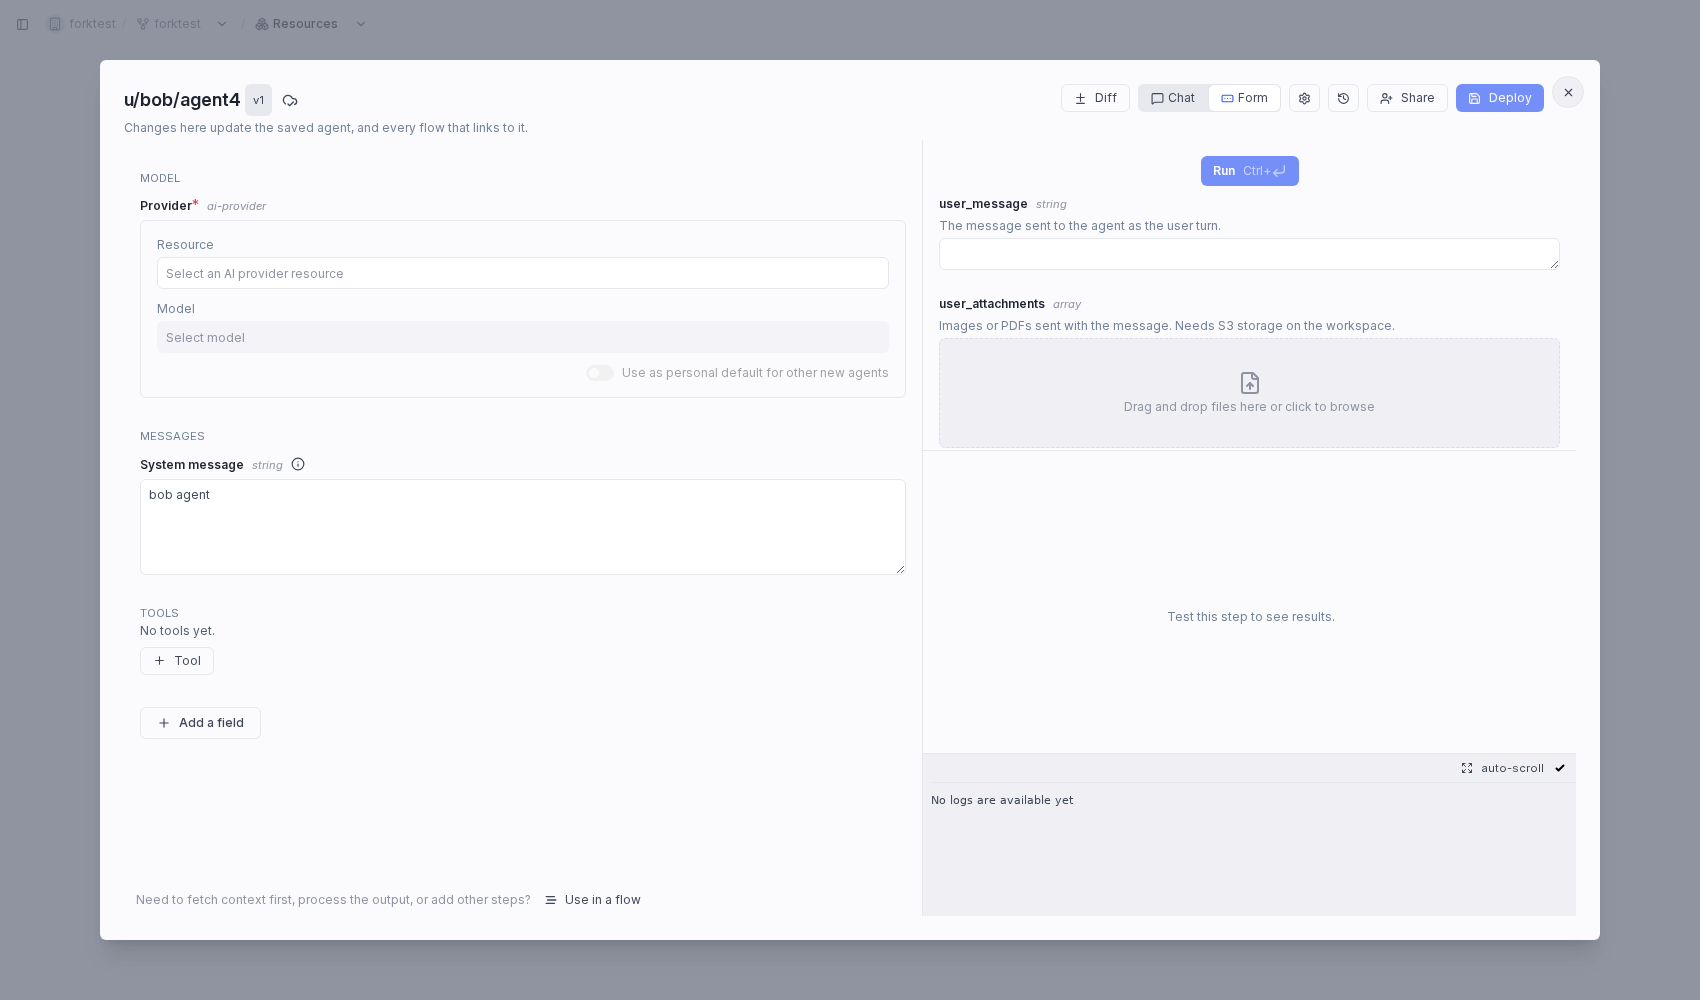 forktest / forktest / Resources
u/bob/agent4 v1
Diff Chat Form Share Deploy
Changes here update the saved agent, and every flow that links to it.
MODEL
Provider* ai-provider
Resource
Select an AI provider resource
Model
Select model
Use as personal default for other new agents
MESSAGES
System message string
bob agent
TOOLS
No tools yet.
Tool
Add a field
Need to fetch context first, process the output, or add other steps? Use in a flow
Run Ctrl+
user_message string
The message sent to the agent as the user turn.
user_attachments array
Images or PDFs sent with the message. Needs S3 storage on the workspace.
Drag and drop files here or click to browse
Test this step to see results.
auto-scroll
No logs are available yet